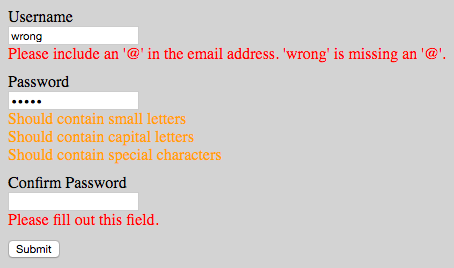 Username
wrong
Please include an '@' in the email address. 'wrong' is missing an '@'.
Password
•••••
Should contain small letters
Should contain capital letters
Should contain special characters
Confirm Password
Please fill out this field.
Submit